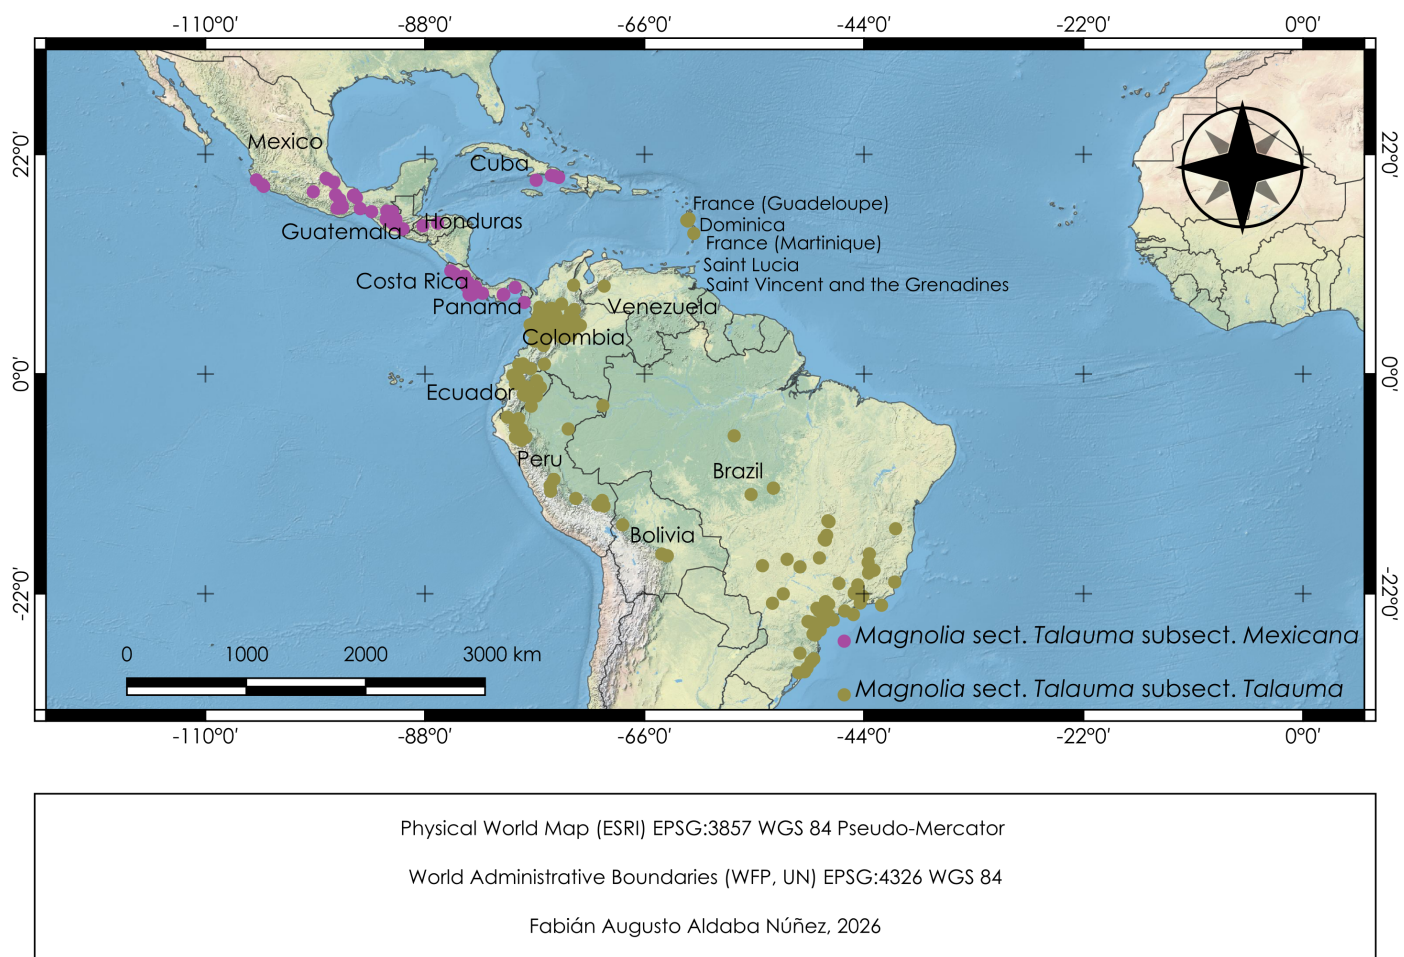 -110°0′ -88°0′ -66°0′ -44°0′ -22°0′ 0°0′
22°0′ 22°0′
Mexico
Cuba
France (Guadeloupe)
Guatemala Honduras
Dominica
France (Martinique)
Saint Lucia
Costa Rica
Saint Vincent and the Grenadines
Panama
Venezuela
Colombia
0°0′ 0°0′
Ecuador
Peru
Brazil
Bolivia
-22°0′ -22°0′
Magnolia sect. Talauma subsect. Mexicana
0 1000 2000 3000 km
Magnolia sect. Talauma subsect. Talauma
-110°0′ -88°0′ -66°0′ -44°0′ -22°0′ 0°0′
Physical World Map (ESRI) EPSG:3857 WGS 84 Pseudo-Mercator
World Administrative Boundaries (WFP, UN) EPSG:4326 WGS 84
Fabián Augusto Aldaba Núñez, 2026